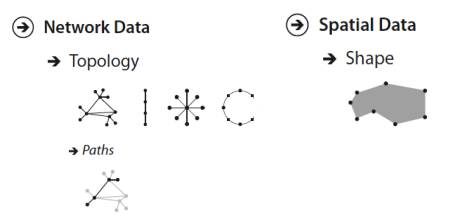 Network Data
Topology
Paths
Spatial Data
Shape